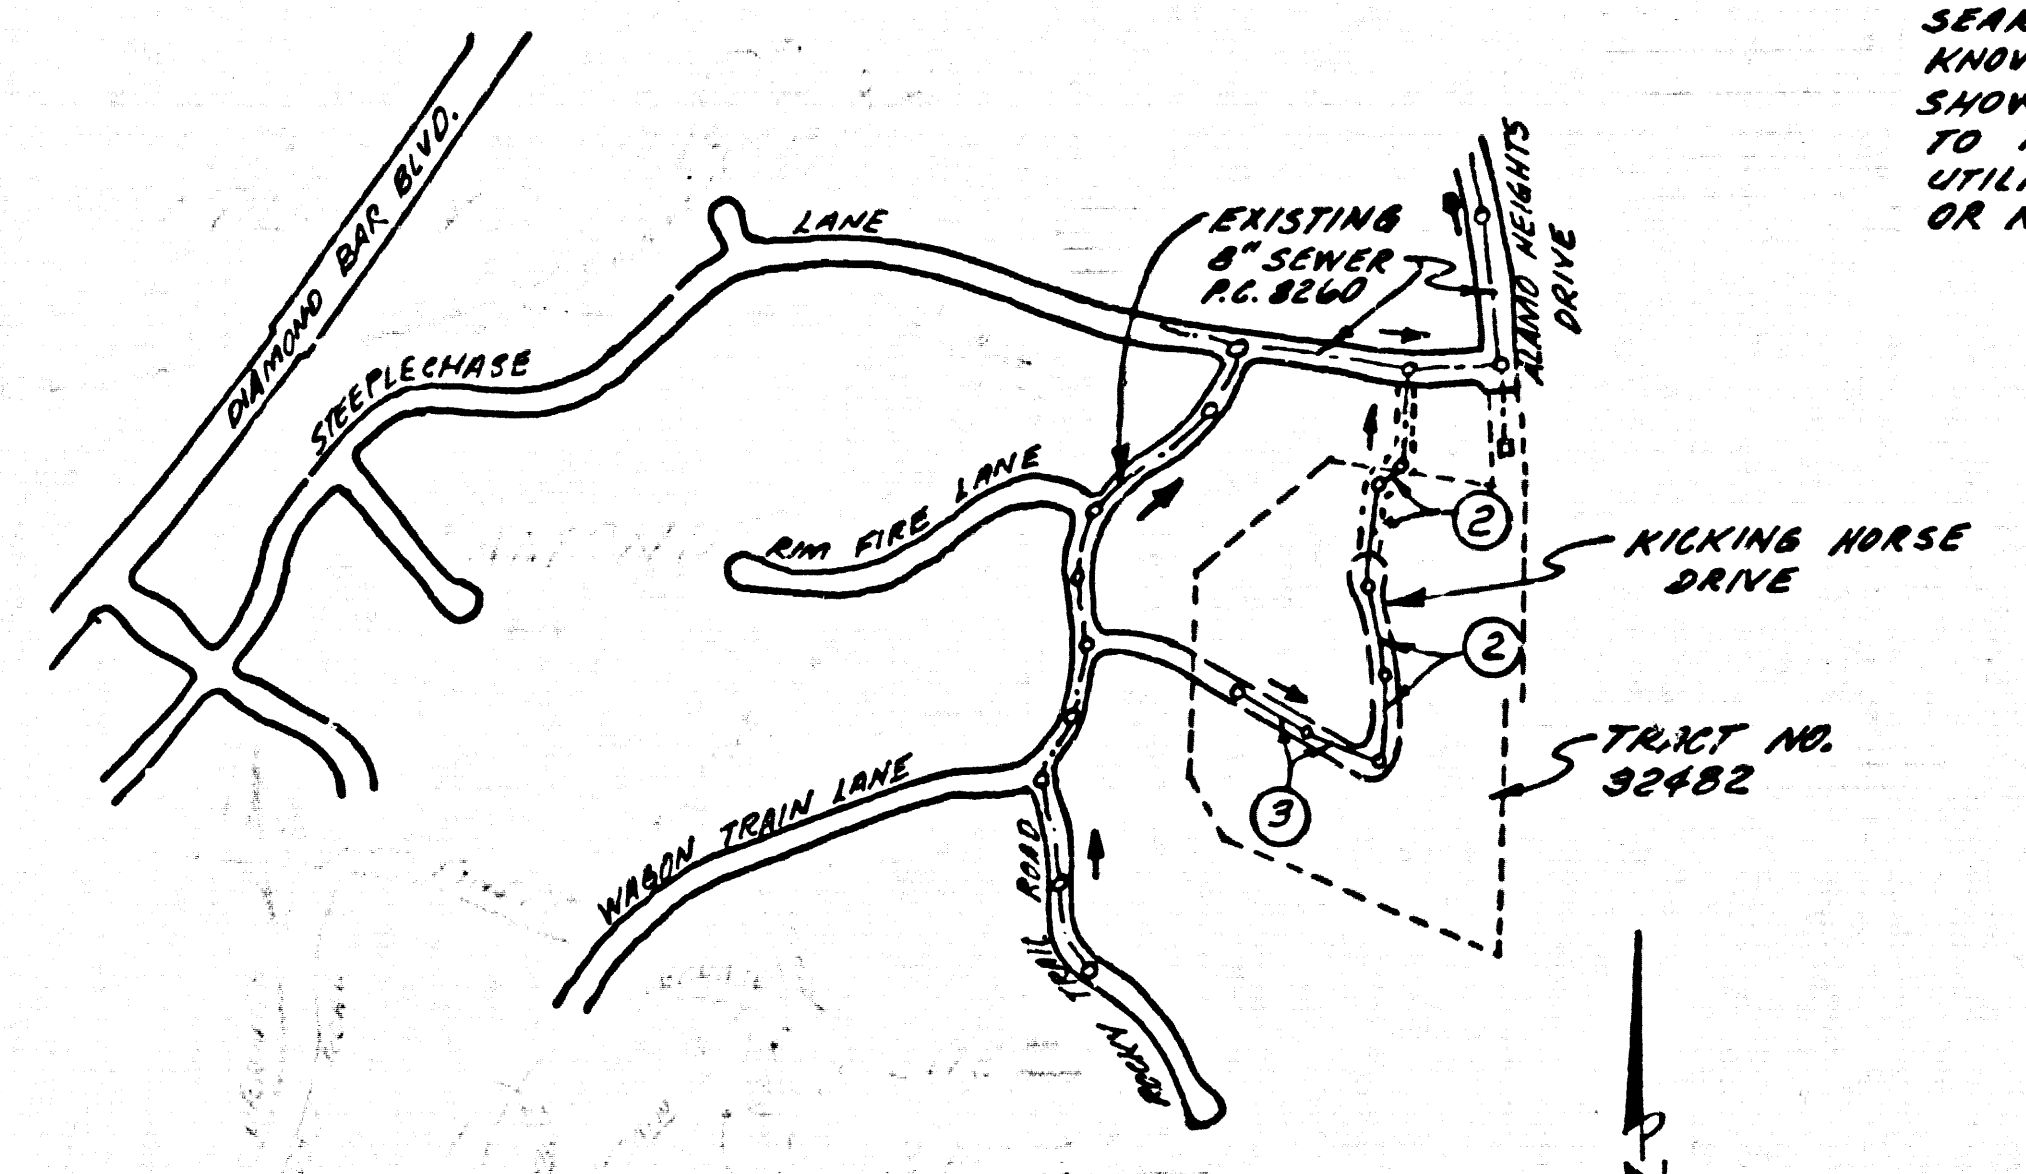 SEAR
KNOW
SHOW
TO
UTILI
OR
DIAMOND BAR BLVD.
STEEPLECHASE
LANE
EXISTING
8" SEWER
P.C. 8260
ALAMO HEIGHTS
DRIVE
RIM FIRE LANE
2
KICKING HORSE
DRIVE
2
TRACT NO.
32482
3
WAGON TRAIN LANE
ROCKY TRAIL ROAD